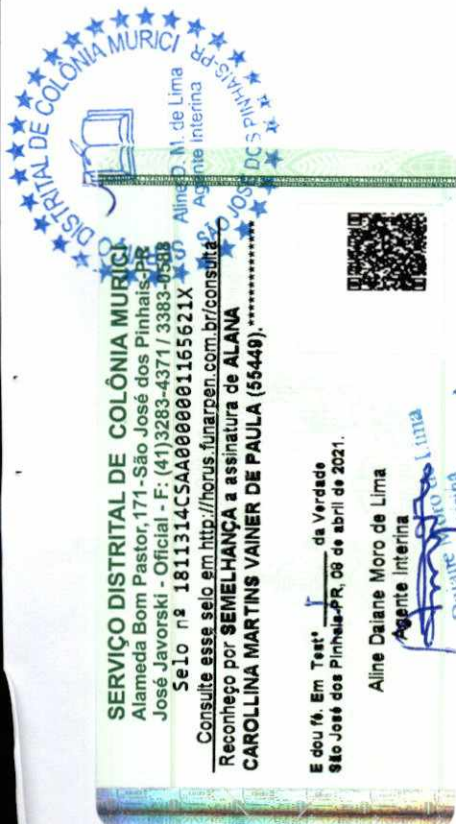 SERVIÇO DISTRITAL DE COLÔNIA MURICI
Alameda Bom Pastor, 171 - São José dos Pinhais-PR
José Javorski - Oficial - F: (41)3283-4371 / 3383-0588
Selo nº 1811314CSAA00000001165621X
Consulte esse selo em http://horus.funarpen.com.br/consulta
Reconheço por SEMELHANÇA a assinatura de ALANA
CAROLLINA MARTINS VAINER DE PAULA (55449).**************
E dou fé. Em Testº da Verdade
São José dos Pinhais-PR, 09 de abril de 2021.
Aline Daiane Moro de Lima
Agente Interina
DISTRITAL DE COLÔNIA MURICI
Aline D. M. de Lima
Agente Interina
SÃO JOSÉ DOS PINHAIS-PR